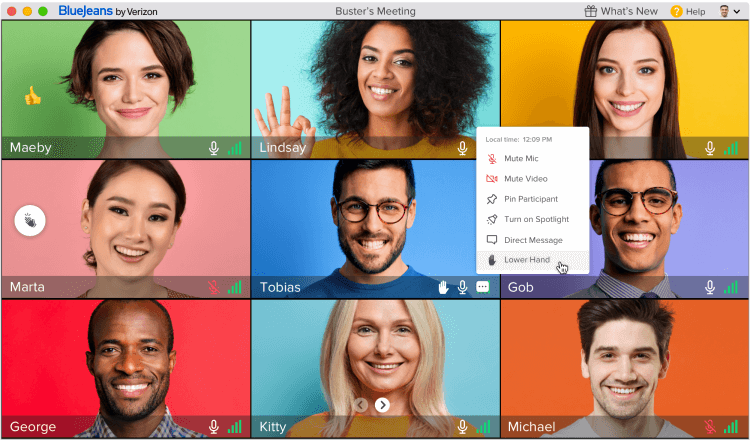 BlueJeans by Verizon
Buster's Meeting
What's New
? Help
Maeby
Lindsay
Local time: 12:09 PM
Mute Mic
Mute Video
Pin Participant
Turn on Spotlight
Direct Message
Lower Hand
Marta
Tobias
Gob
George
Kitty
Michael